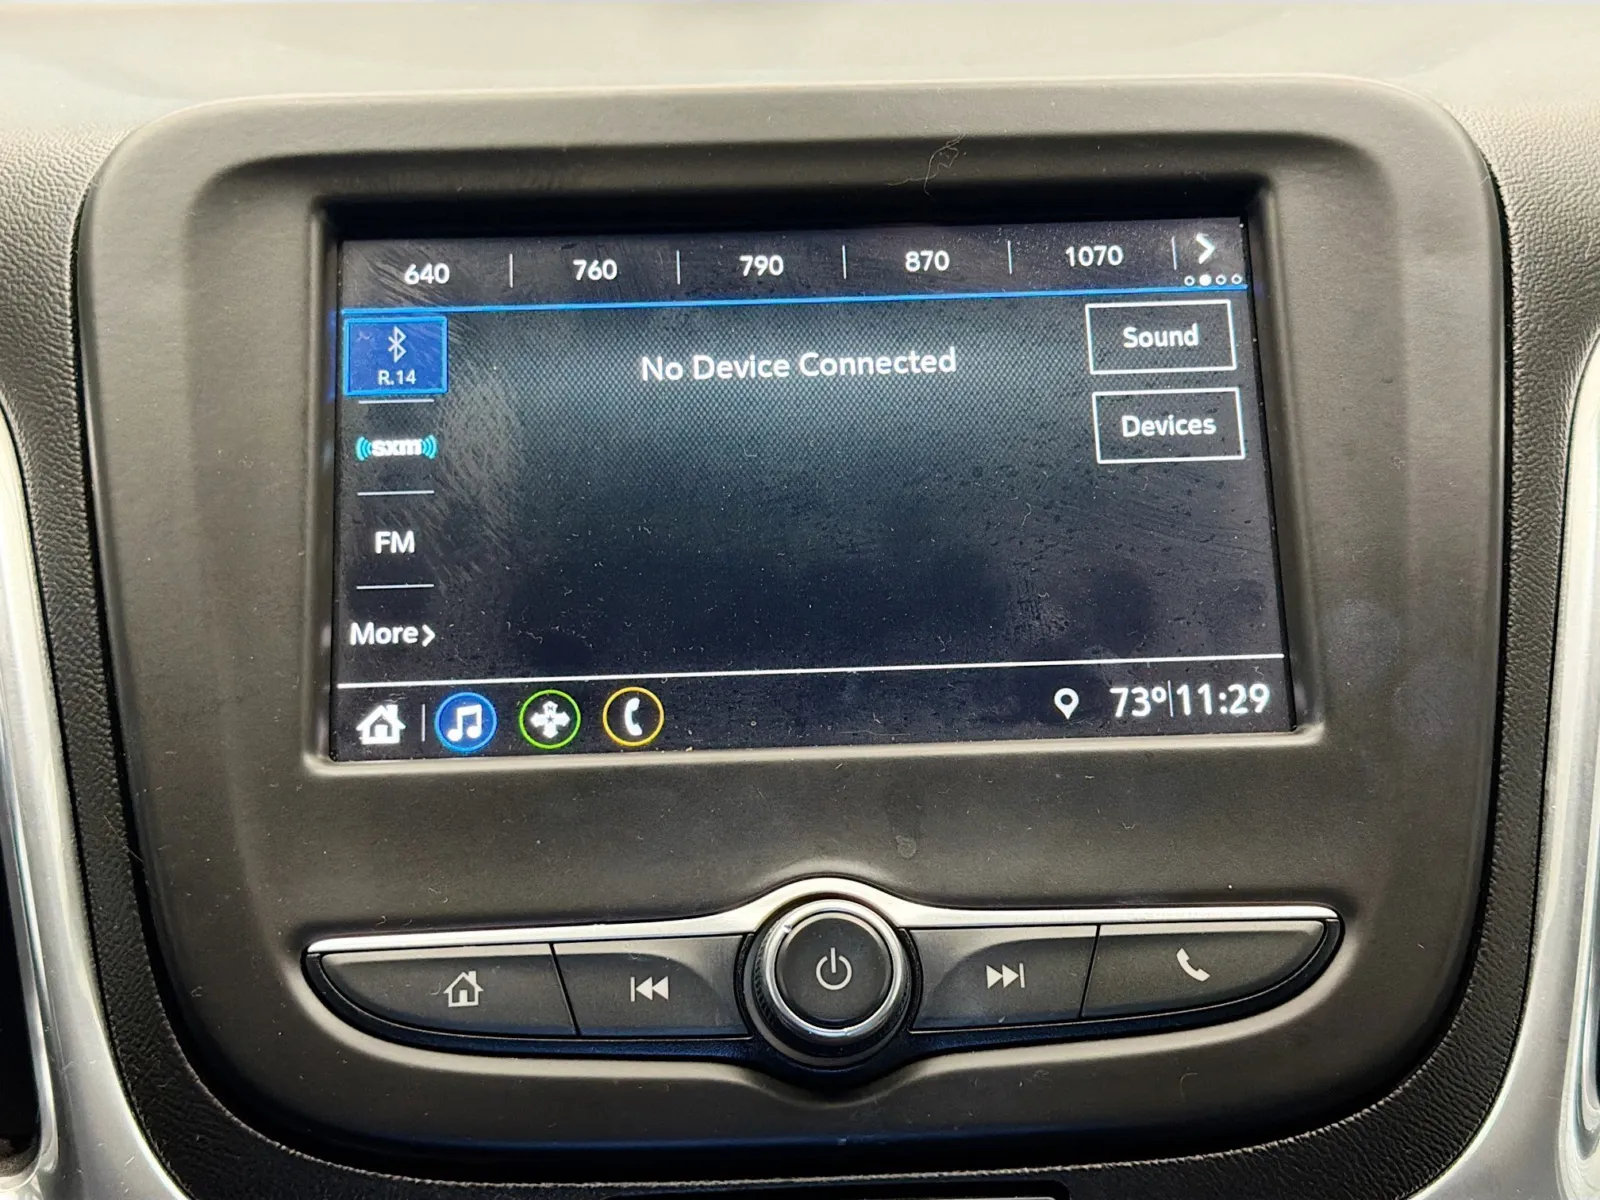 640 760 790 870 1070
R.14
No Device Connected
Sound
sxm
Devices
FM
More
73° 11:29